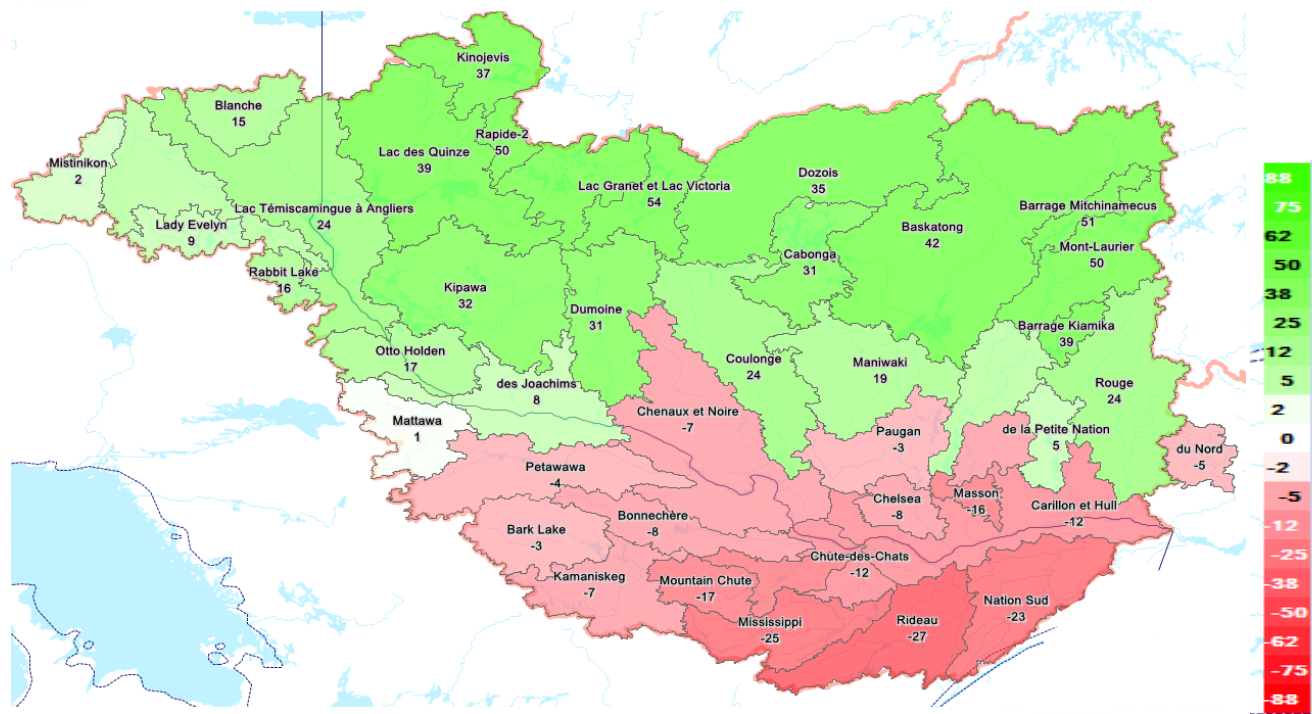 Kinojevis
37
Blanche
15
Rapide-2
50
Lac des Quinze
39
Mistinikon
2
Lac Granet et Lac Victoria
54
Dozois
35
Lac Témiscamingue à Angliers
24
Barrage Mitchinamecus
51
Lady Evelyn
9
Baskatong
42
Mont-Laurier
50
Cabonga
31
Rabbit Lake
16
Kipawa
32
Dumoine
31
Barrage Kiamika
39
Otto Holden
17
Coulonge
24
Maniwaki
19
des Joachims
8
Rouge
24
Chenaux et Noire
-7
Mattawa
1
Paugan
-3
de la Petite Nation
5
du Nord
-5
Petawawa
-4
Chelsea
-8
Masson
-16
Carillon et Hull
-12
Bonnechère
-8
Bark Lake
-3
Chute-des-Chats
-12
Kamaniskeg
-7
Mountain Chute
-17
Nation Sud
-23
Mississippi
-25
Rideau
-27
88
75
62
50
38
25
12
5
2
0
-2
-5
-12
-25
-38
-50
-62
-75
-88